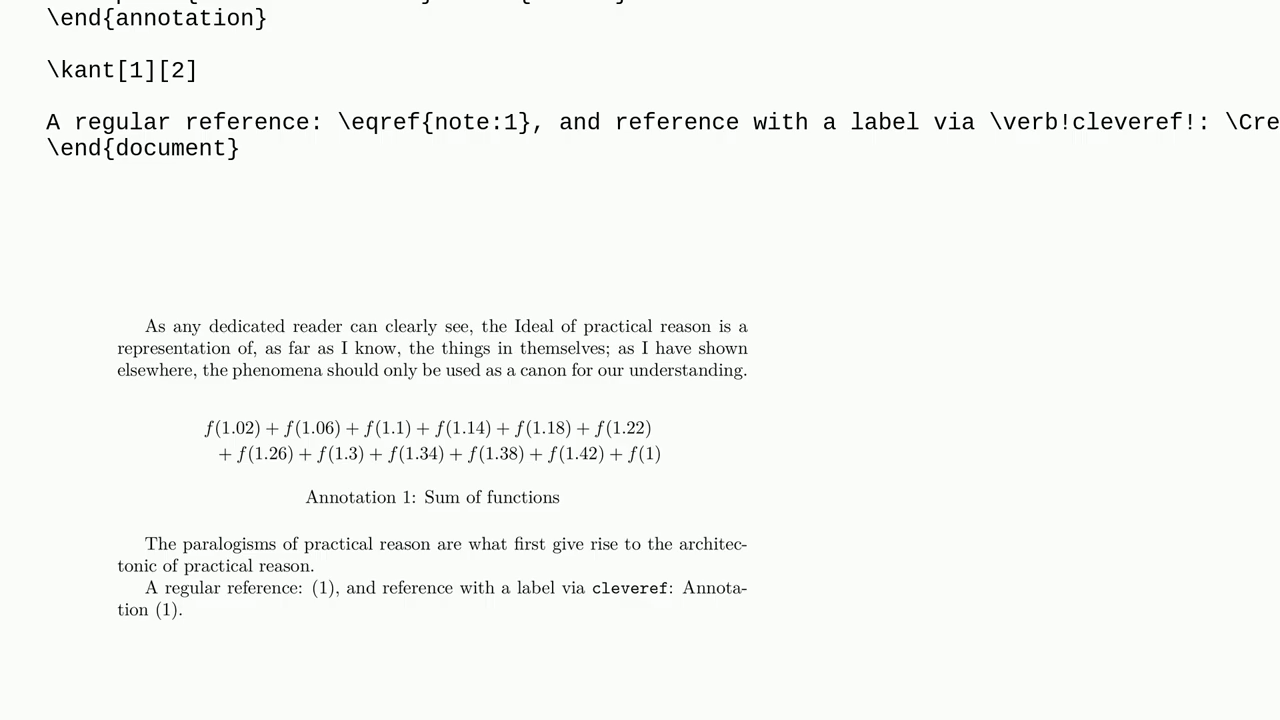 \end{annotation}
\kant[1][2]
A regular reference: \eqref{note:1}, and reference with a label via \verb!cleveref!: \Cre
\end{document}
As any dedicated reader can clearly see, the Ideal of practical reason is a
representation of, as far as I know, the things in themselves; as I have shown
elsewhere, the phenomena should only be used as a canon for our understanding.
f(1.02) + f(1.06) + f(1.1) + f(1.14) + f(1.18) + f(1.22)
+ f(1.26) + f(1.3) + f(1.34) + f(1.38) + f(1.42) + f(1)
Annotation 1: Sum of functions
The paralogisms of practical reason are what first give rise to the architec-
tonic of practical reason.
A regular reference: (1), and reference with a label via cleveref: Annota-
tion (1).